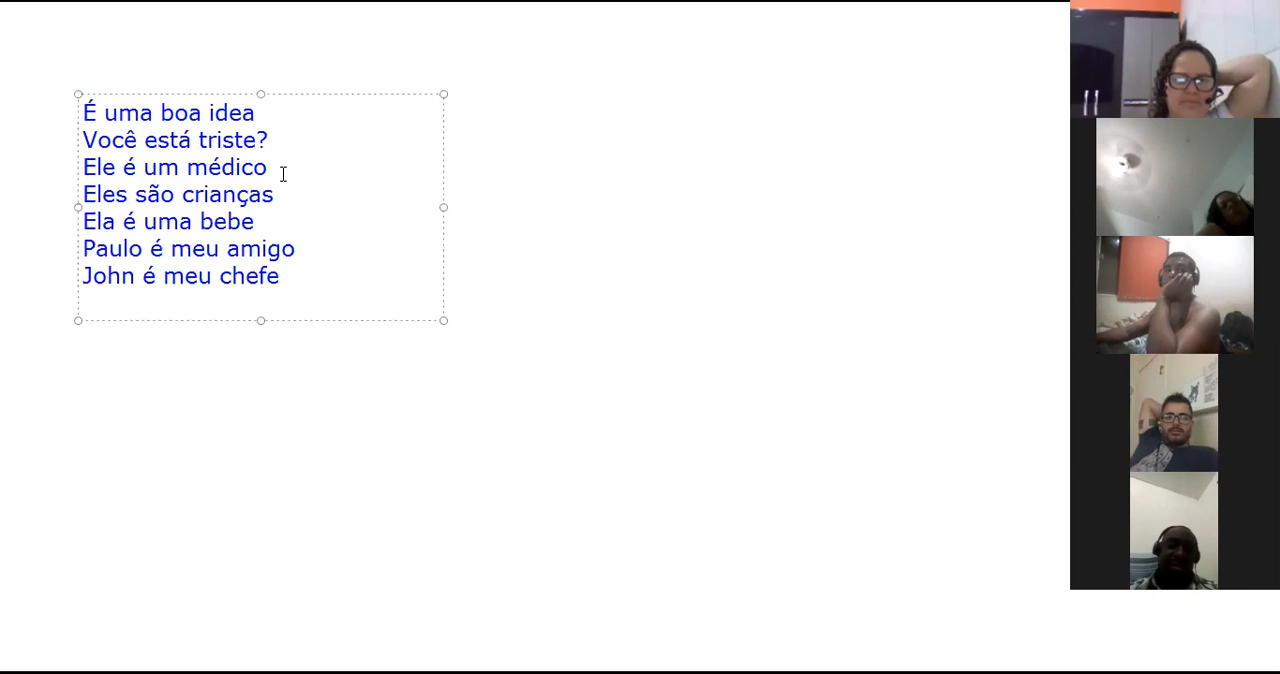 É uma boa idea
Você está triste?
Ele é um médico
Eles são crianças
Ela é uma bebe
Paulo é meu amigo
John é meu chefe